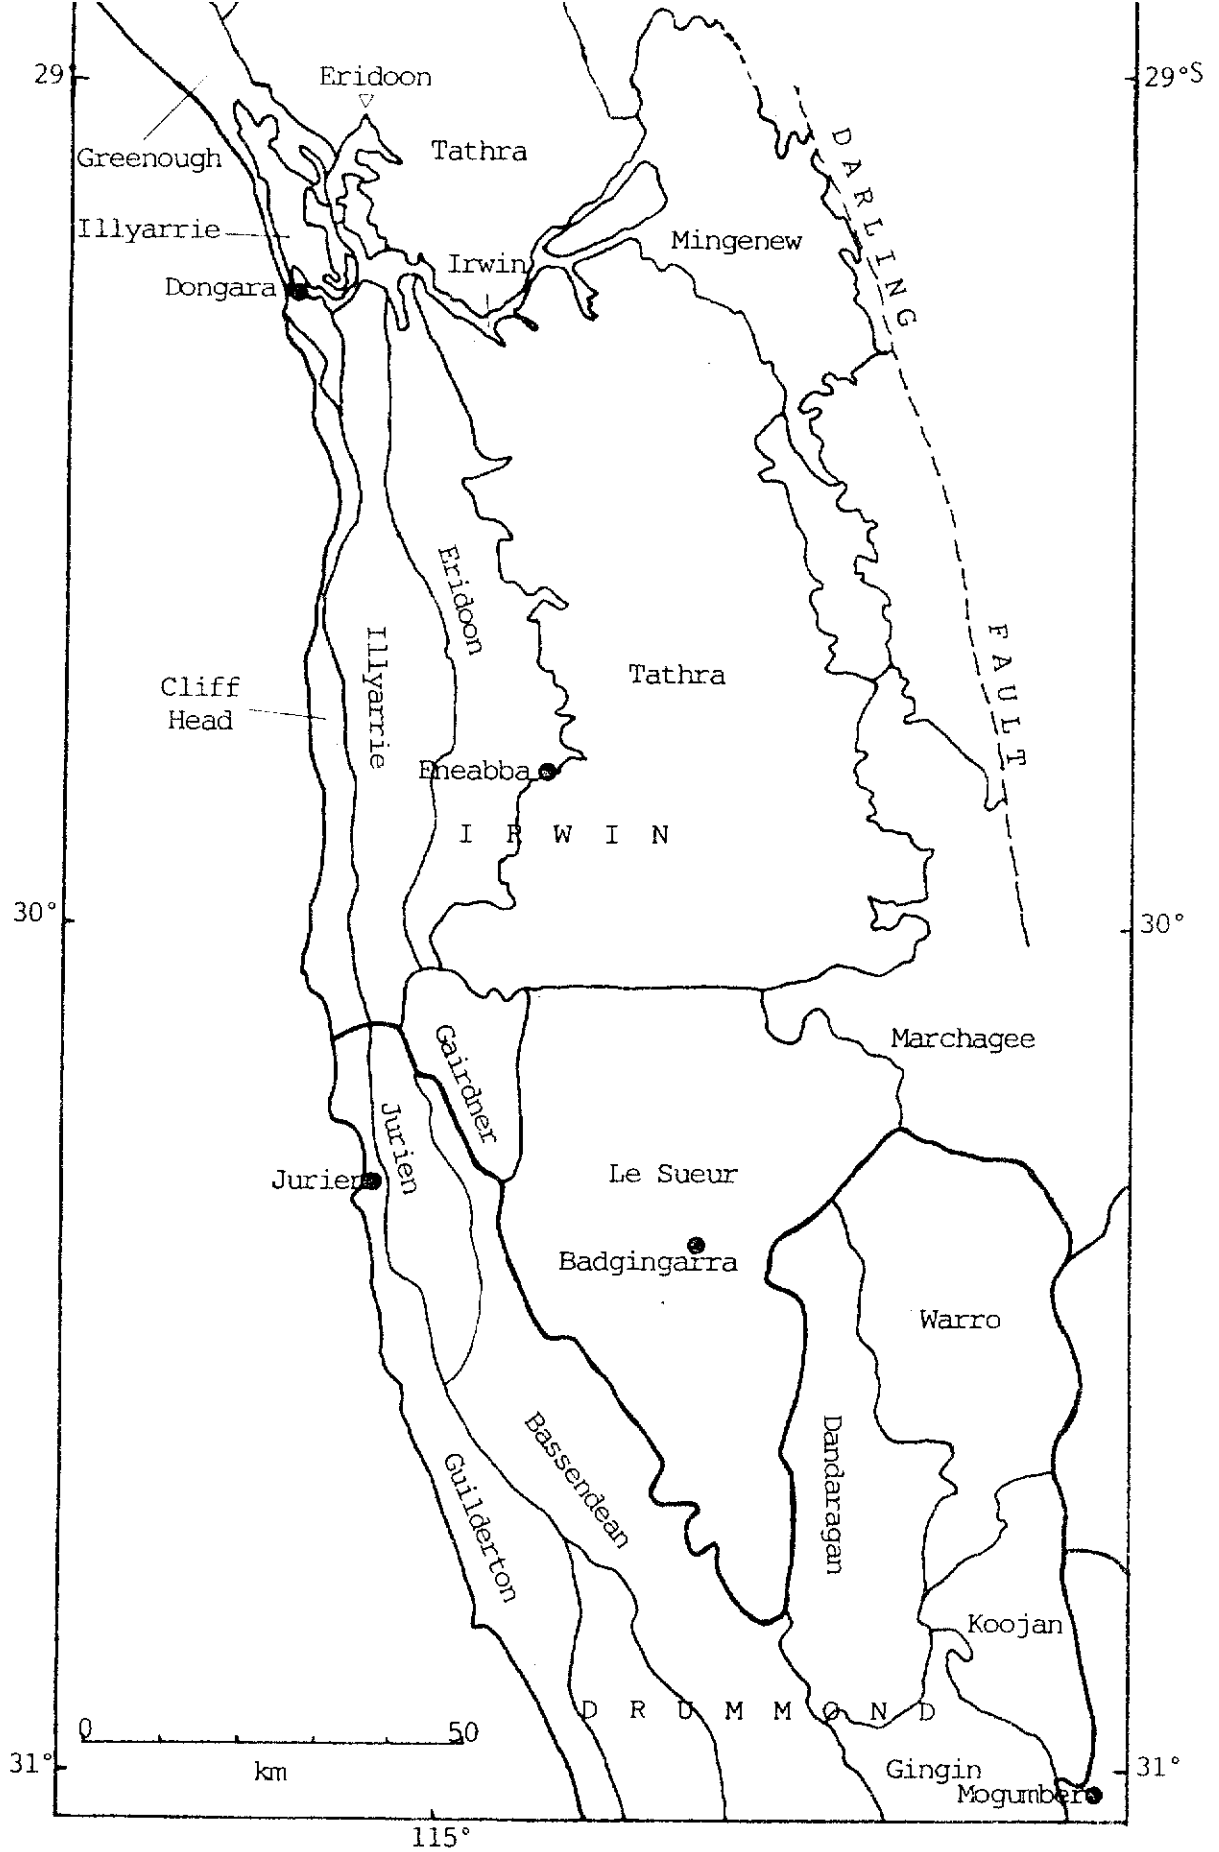 29
29°S
Eridoon
Greenough
Tathra
DARLING
Illyarrie
Mingenew
Irwin
Dongara
Eridoon
Illyarrie
FAULT
Tathra
Cliff
Head
Eneabba
IRWIN
30°
30°
Gairdner
Marchagee
Jurien
Le Sueur
Jurien
Badgingarra
Warro
Bassendean
Dandaragan
Guilderton
Koojan
DRUMMOND
0
50
31°
km
Gingin
31°
Mogumber
115°